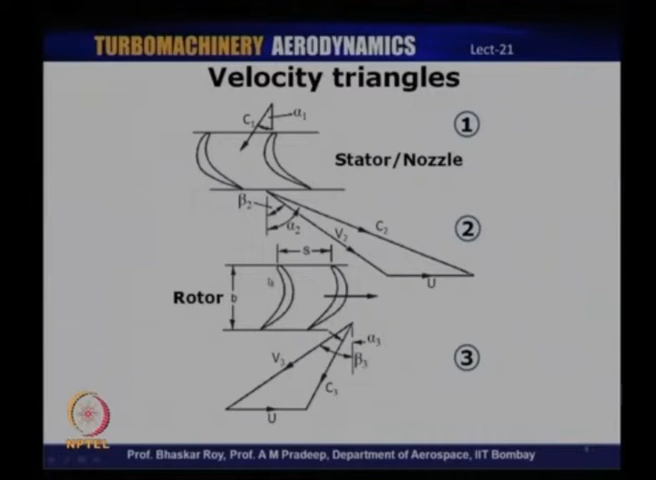 TURBOMACHINERY AERODYNAMICS Lect-21
Velocity triangles
C1 α1 1
Stator/Nozzle
β2 α2 V2 C2 2
U
s
Rotor b
α3
V3 β3 3
C3
U
NPTEL
Prof. Bhaskar Roy, Prof. A M Pradeep, Department of Aerospace, IIT Bombay